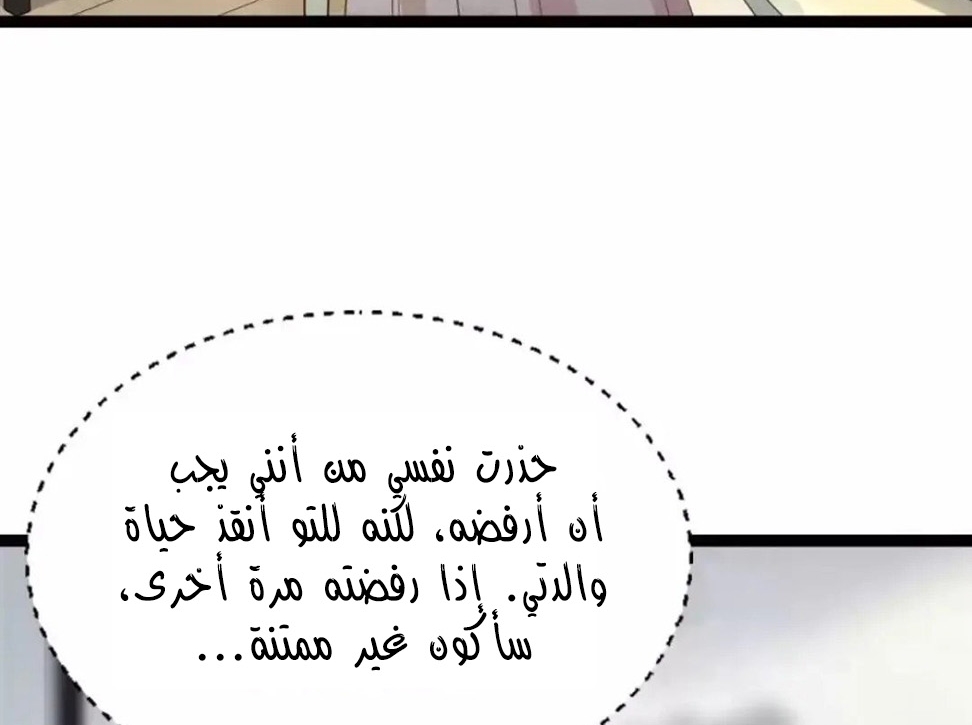 حذرت نفسي من أنني يجب
أن أرفضه، لكنه للتو أنقذ حياة
والدتي. إذا رفضته مرة أخرى،
سأكون غير ممتنة...